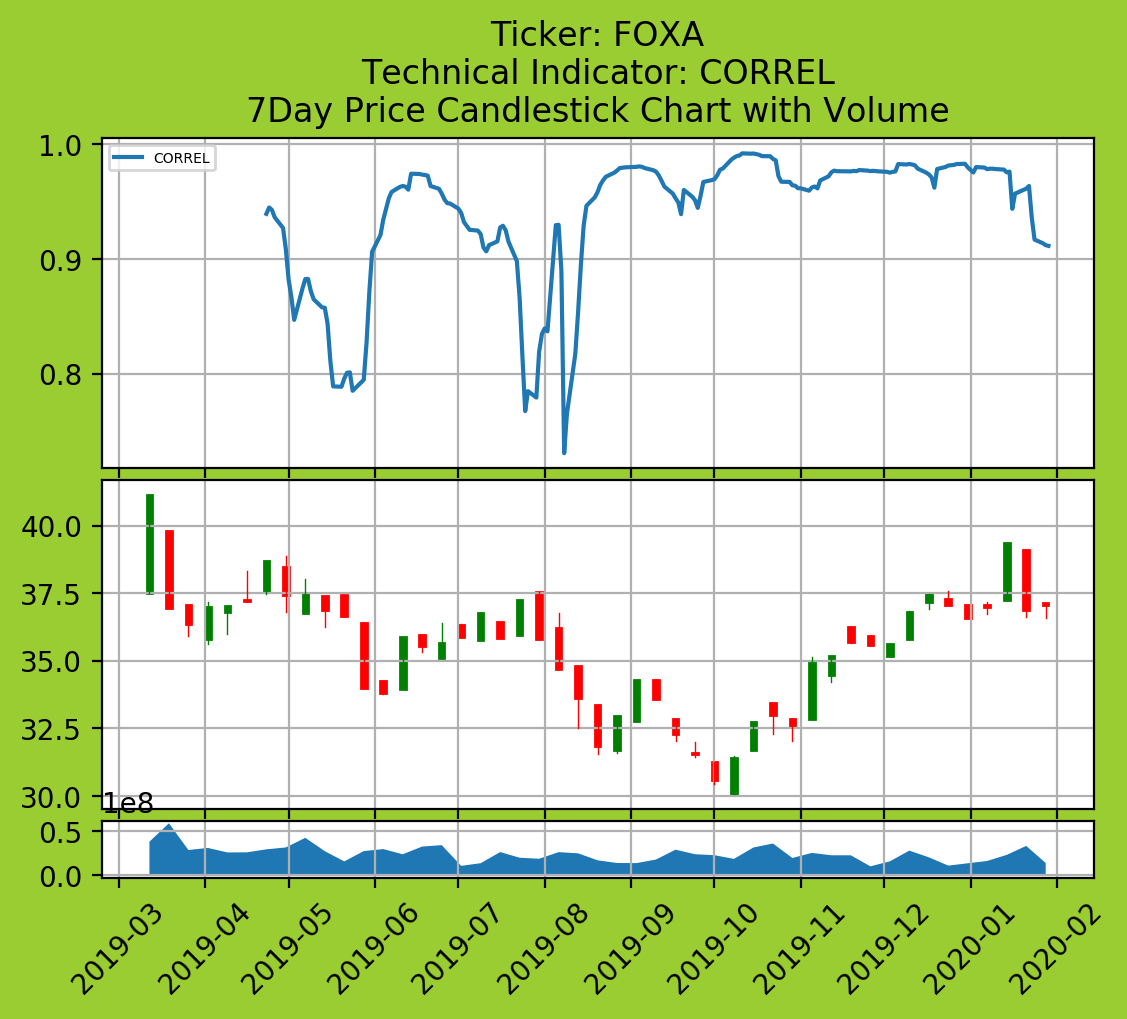 Ticker: FOXA
Technical Indicator: CORREL
7Day Price Candlestick Chart with Volume
CORREL
1.0
0.9
0.8
40.0
37.5
35.0
32.5
30.0
1e8
0.5
0.0
2019-03 2019-04 2019-05 2019-06 2019-07 2019-08 2019-09 2019-10 2019-11 2019-12 2020-01 2020-02